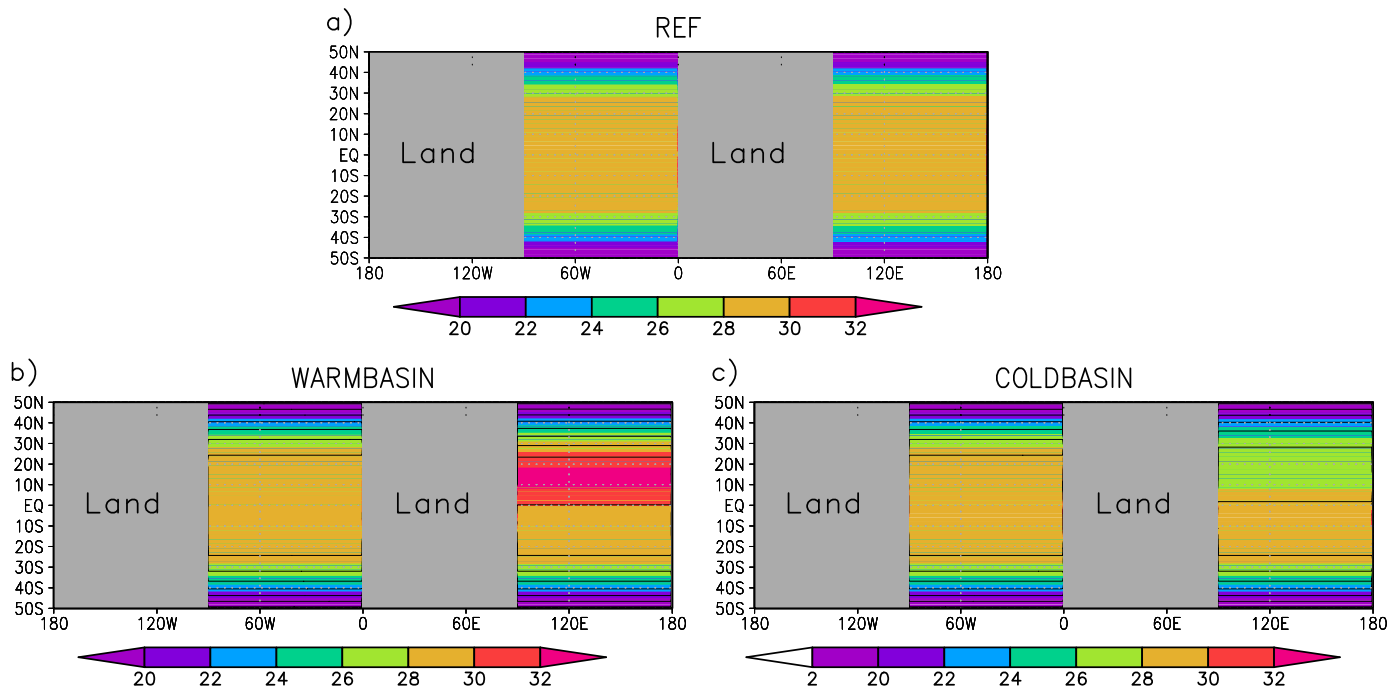 a)
REF
50N
40N
30N
20N
10N
EQ
10S
20S
30S
40S
50S
Land
Land
180 120W 60W 0 60E 120E 180
20 22 24 26 28 30 32
b)
WARMBASIN
50N
40N
30N
20N
10N
EQ
10S
20S
30S
40S
50S
Land
Land
180 120W 60W 0 60E 120E 180
20 22 24 26 28 30 32
c)
COLDBASIN
50N
40N
30N
20N
10N
EQ
10S
20S
30S
40S
50S
Land
Land
180 120W 60W 0 60E 120E 180
2 20 22 24 26 28 30 32